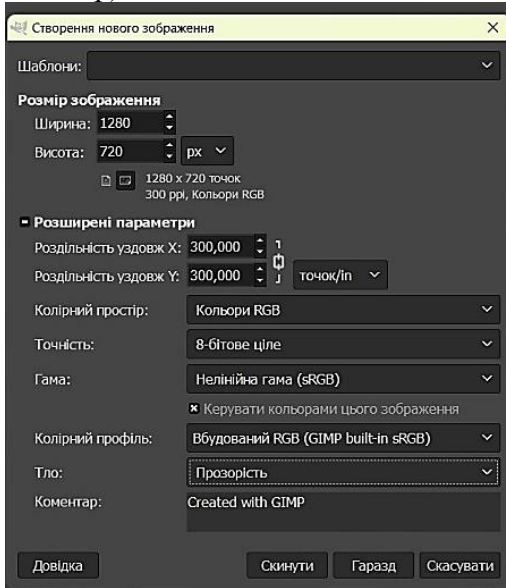 Створення нового зображення
Шаблони:
Розмір зображення
Ширина: 1280
Висота: 720 px
1280 x 720 точок
300 ppi, Кольори RGB
Розширені параметри
Роздільність уздовж X: 300,000
Роздільність уздовж Y: 300,000 точок/in
Колірний простір: Кольори RGB
Точність: 8-бітове ціле
Гама: Нелінійна гама (sRGB)
Керувати кольорами цього зображення
Колірний профіль: Вбудований RGB (GIMP built-in sRGB)
Тло: Прозорість
Коментар: Created with GIMP
Довідка Скинути Гаразд Скасувати